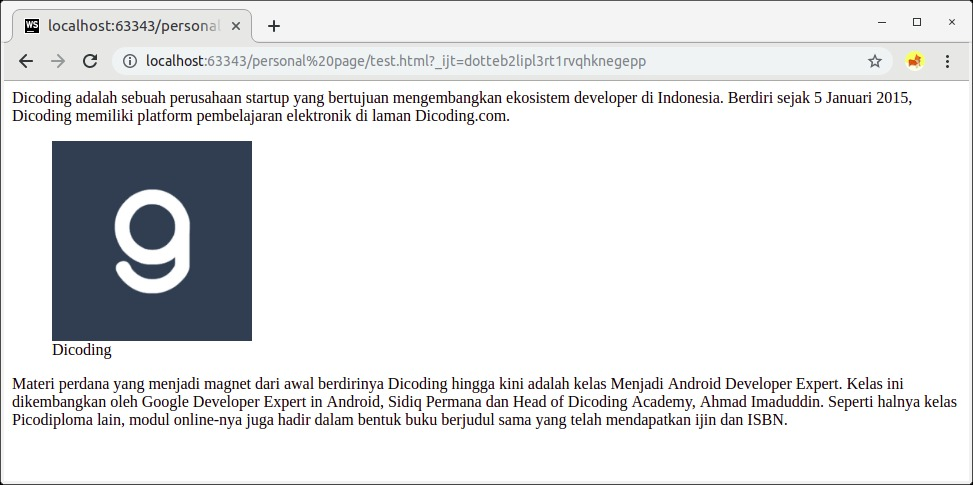 WS localhost:63343/personal
localhost:63343/personal%20page/test.html?_ijt=dotteb2lipl3rt1rvqhknegepp
Dicoding adalah sebuah perusahaan startup yang bertujuan mengembangkan ekosistem developer di Indonesia. Berdiri sejak 5 Januari 2015,
Dicoding memiliki platform pembelajaran elektronik di laman Dicoding.com.
g
Dicoding
Materi perdana yang menjadi magnet dari awal berdirinya Dicoding hingga kini adalah kelas Menjadi Android Developer Expert. Kelas ini
dikembangkan oleh Google Developer Expert in Android, Sidiq Permana dan Head of Dicoding Academy, Ahmad Imaduddin. Seperti halnya kelas
Picodiploma lain, modul online-nya juga hadir dalam bentuk buku berjudul sama yang telah mendapatkan ijin dan ISBN.